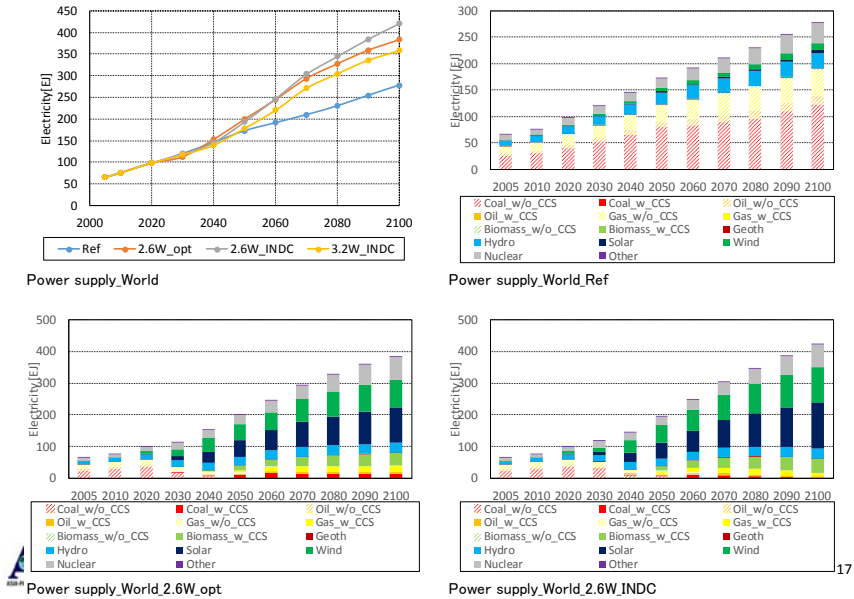 450
400
350
300
250
200
150
100
50
0
Electricity[EJ]
2000 2020 2040 2060 2080 2100
Ref 2.6W_opt 2.6W_INDC 3.2W_INDC
Power supply_World
300
250
200
150
100
50
0
Electricity[EJ]
2005 2010 2020 2030 2040 2050 2060 2070 2080 2090 2100
Coal_w/o_CCS Coal_w_CCS Oil_w/o_CCS
Oil_w_CCS Gas_w/o_CCS Gas_w_CCS
Biomass_w/o_CCS Biomass_w_CCS Geoth
Hydro Solar Wind
Nuclear Other
Power supply_World_Ref
500
400
300
200
100
0
Electricity [EJ]
2005 2010 2020 2030 2040 2050 2060 2070 2080 2090 2100
Coal_w/o_CCS Coal_w_CCS Oil_w/o_CCS
Oil_w_CCS Gas_w/o_CCS Gas_w_CCS
Biomass_w/o_CCS Biomass_w_CCS Geoth
Hydro Solar Wind
Nuclear Other
Power supply_World_2.6W_opt
500
400
300
200
100
0
Electricity [EJ]
2005 2010 2020 2030 2040 2050 2060 2070 2080 2090 2100
Coal_w/o_CCS Coal_w_CCS Oil_w/o_CCS
Oil_w_CCS Gas_w/o_CCS Gas_w_CCS
Biomass_w/o_CCS Biomass_w_CCS Geoth
Hydro Solar Wind
Nuclear Other
Power supply_World_2.6W_INDC
17